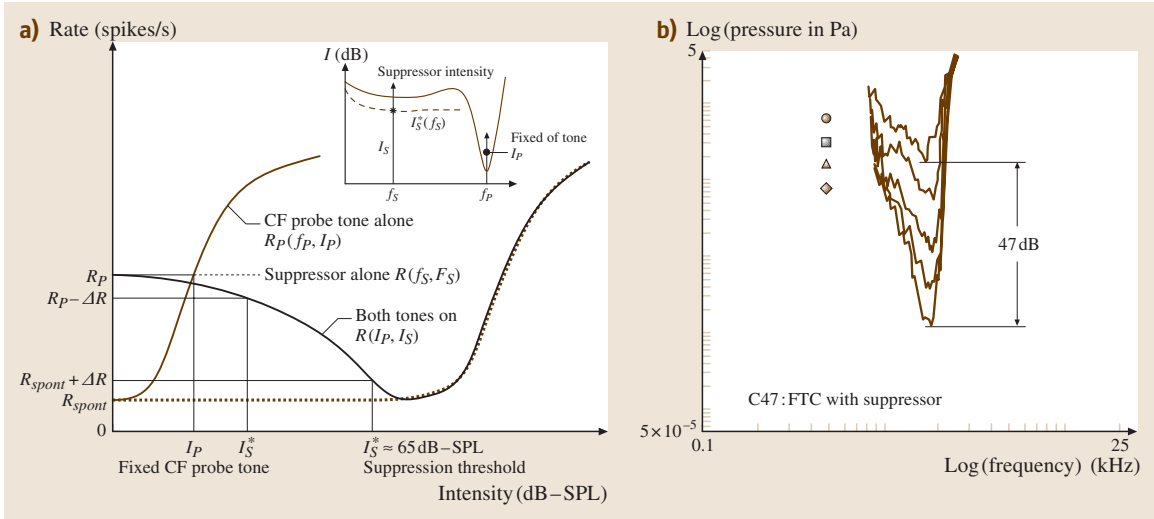 a) Rate (spikes/s)
I (dB)
Suppressor intensity
I*S(fS)
Fixed of tone
IP
IS
fS
fP
CF probe tone alone
RP(fP, IP)
RP
Suppressor alone R(fS, FS)
RP – ΔR
Both tones on
R(IP, IS)
Rspont + ΔR
Rspont
0
IP
I*S
I*S ≈ 65 dB–SPL
Fixed CF probe tone
Suppression threshold
Intensity (dB–SPL)
b) Log (pressure in Pa)
5
47 dB
C47 : FTC with suppressor
5×10⁻⁵
0.1
25
Log (frequency) (kHz)